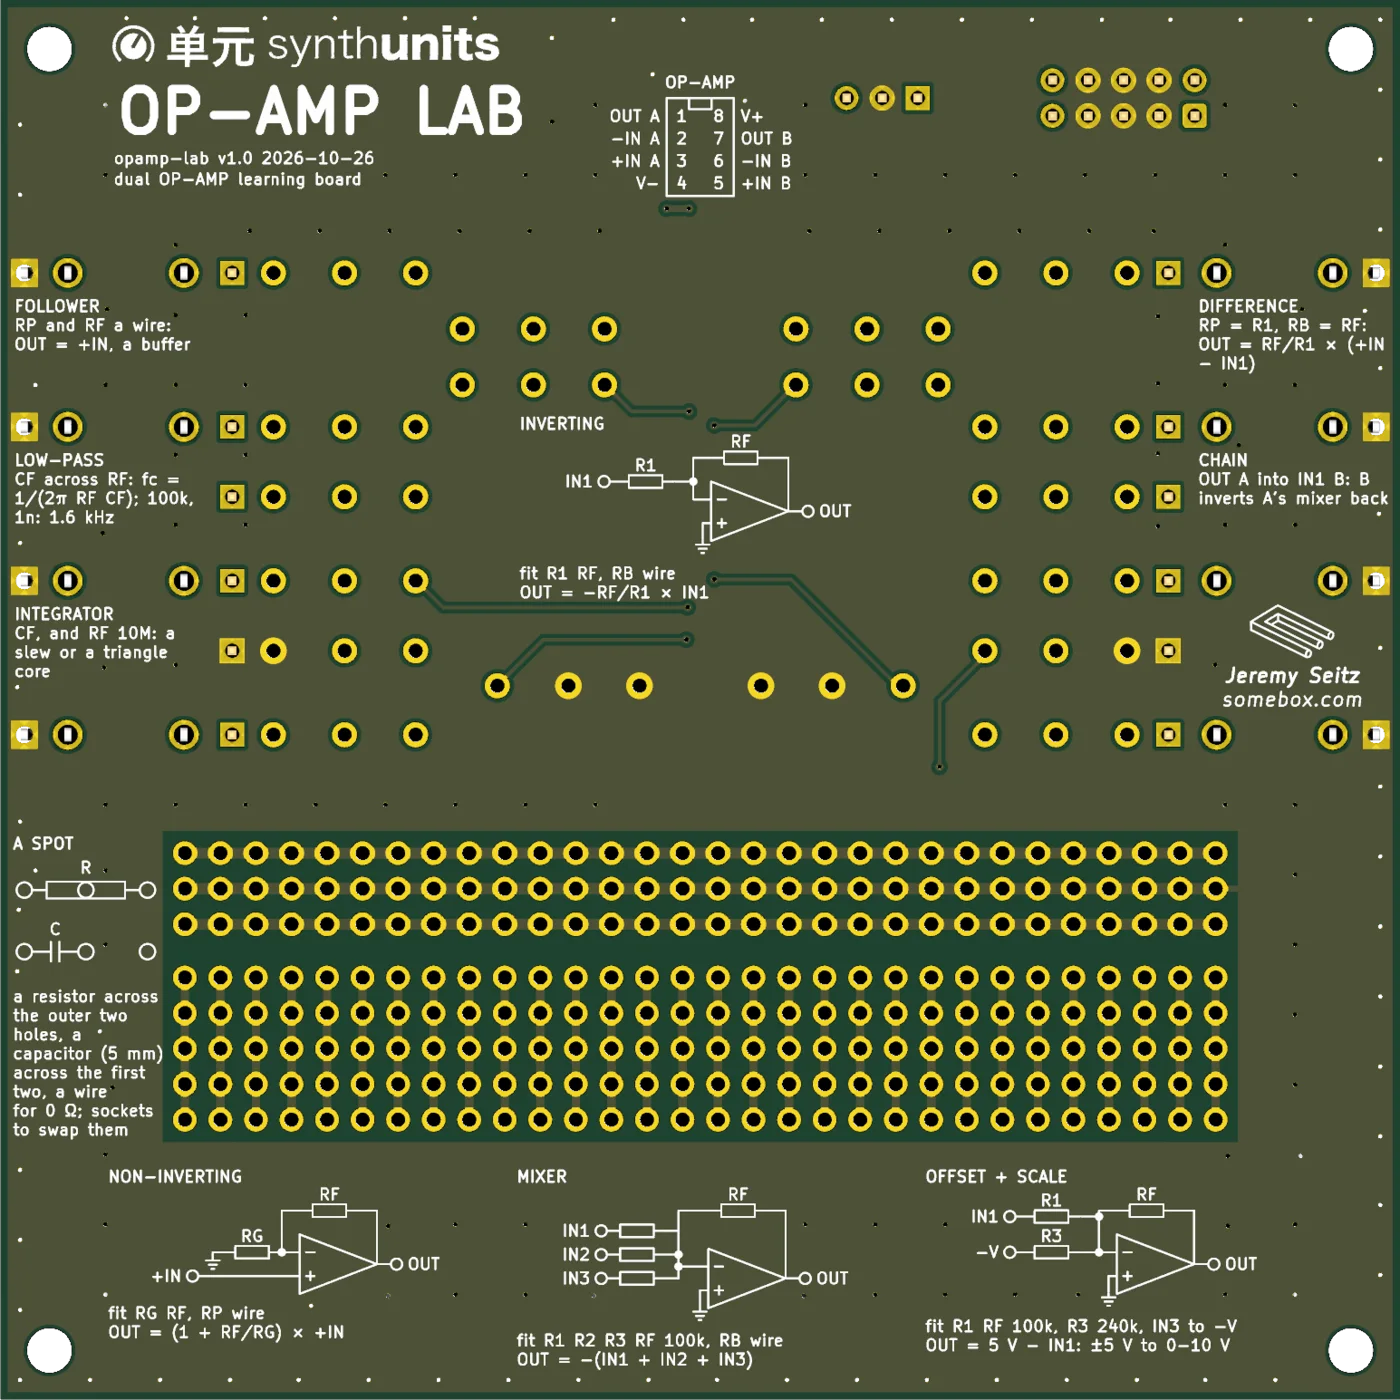 单元 synthunits
OP-AMP LAB
opamp-lab v1.0 2026-10-26
dual OP-AMP learning board
OP-AMP
OUT A 1 8 V+
-IN A 2 7 OUT B
+IN A 3 6 -IN B
V- 4 5 +IN B
FOLLOWER
RP and RF a wire:
OUT = +IN, a buffer
DIFFERENCE
RP = R1, RB = RF:
OUT = RF/R1 × (+IN
- IN1)
INVERTING
RF
R1
IN1
OUT
fit R1 RF, RB wire
OUT = -RF/R1 × IN1
LOW-PASS
CF across RF: fc =
1/(2π RF CF); 100k,
1n: 1.6 kHz
CHAIN
OUT A into IN1 B: B
inverts A's mixer back
INTEGRATOR
CF, and RF 10M: a
slew or a triangle
core
Jeremy Seitz
somebox.com
A SPOT
R
C
a resistor across
the outer two
holes, a
capacitor (5 mm)
across the first
two, a wire
for 0 Ω; sockets
to swap them
NON-INVERTING
RF
RG
+IN
OUT
fit RG RF, RP wire
OUT = (1 + RF/RG) × +IN
MIXER
RF
IN1
IN2
IN3
OUT
fit R1 R2 R3 RF 100k, RB wire
OUT = -(IN1 + IN2 + IN3)
OFFSET + SCALE
R1
RF
IN1
R3
-V
OUT
fit R1 RF 100k, R3 240k, IN3 to -V
OUT = 5 V - IN1: ±5 V to 0-10 V